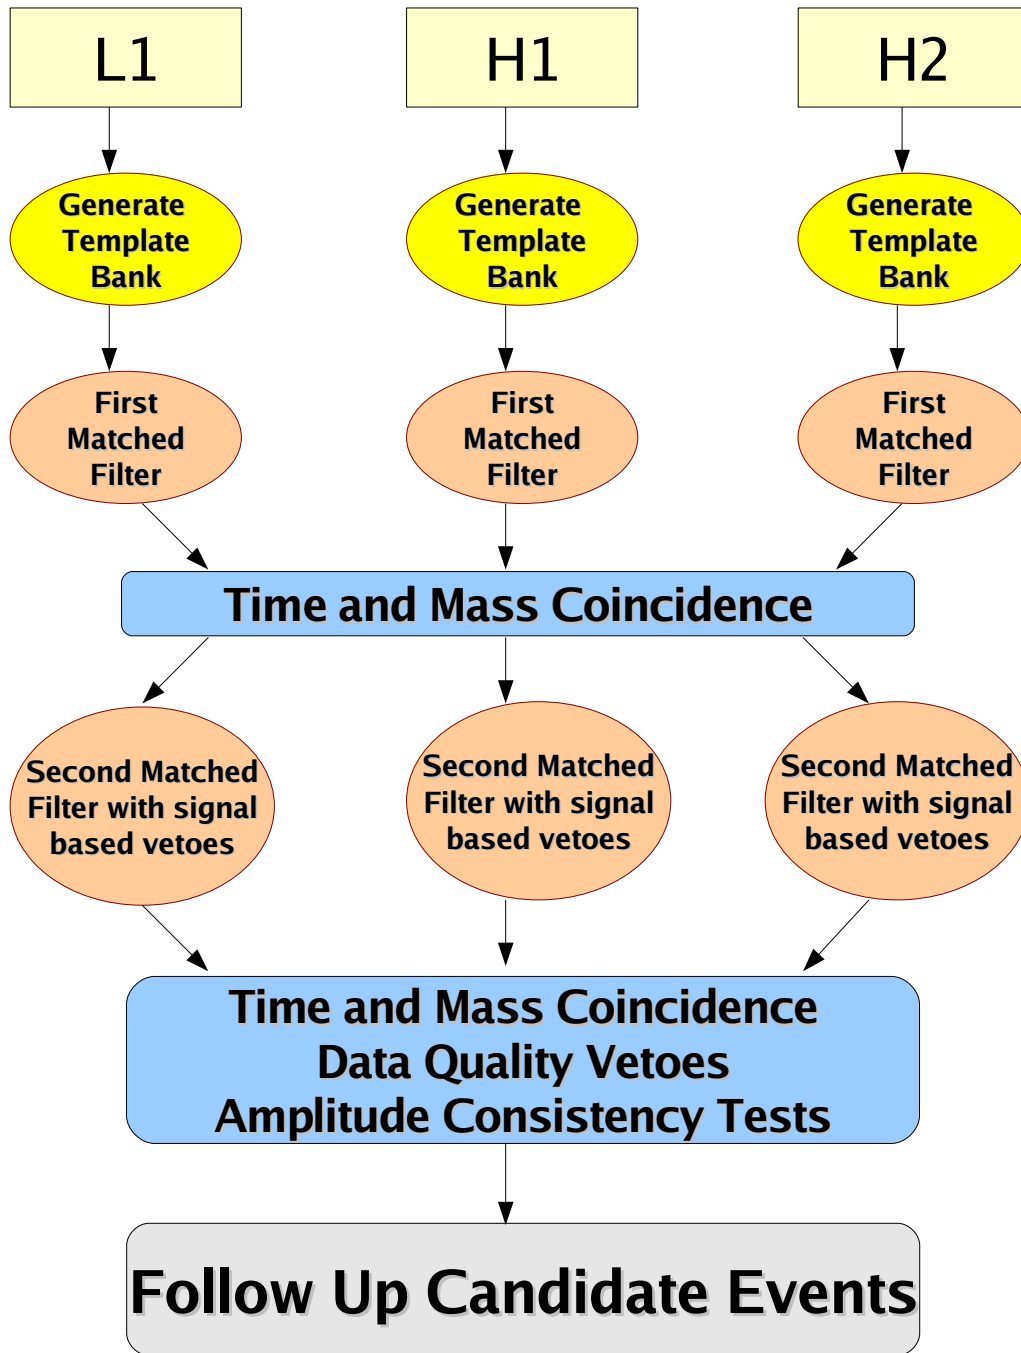 L1
H1
H2
Generate
Template
Bank
Generate
Template
Bank
Generate
Template
Bank
First
Matched
Filter
First
Matched
Filter
First
Matched
Filter
Time and Mass Coincidence
Second Matched
Filter with signal
based vetoes
Second Matched
Filter with signal
based vetoes
Second Matched
Filter with signal
based vetoes
Time and Mass Coincidence
Data Quality Vetoes
Amplitude Consistency Tests
Follow Up Candidate Events